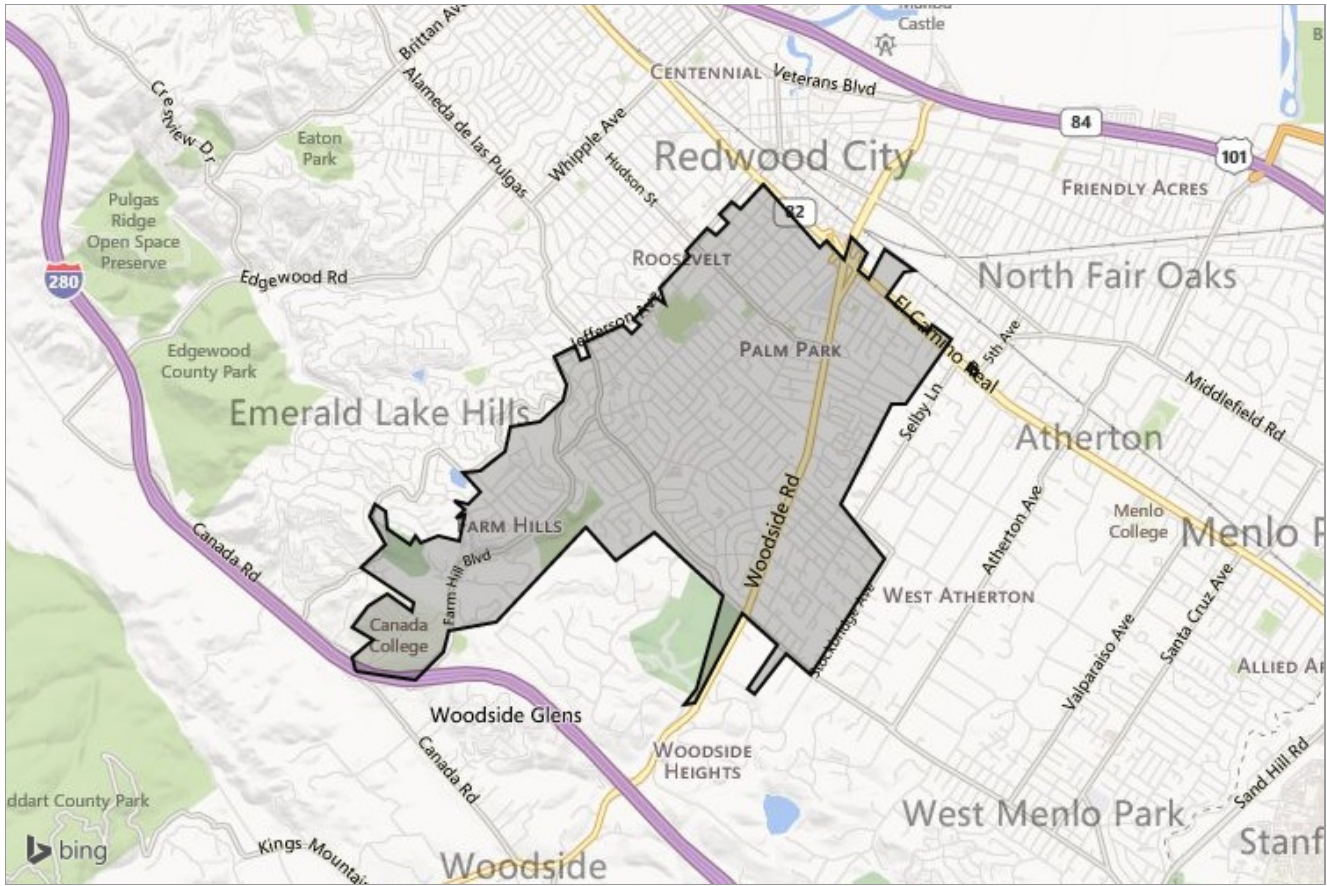 Brittan Ave
Castle
CENTENNIAL
Veterans Blvd
Crestview Dr
Alameda de las Pulgas
84
Eaton
Park
Whipple Ave
Redwood City
101
Hudson St
FRIENDLY ACRES
Pulgas
Ridge
Open Space
Preserve
82
ROOSEVELT
280
Edgewood Rd
North Fair Oaks
Jefferson Ave
El Camino Real
5th Ave
PALM PARK
Edgewood
County Park
Middlefield Rd
Emerald Lake Hills
Selby Ln
Atherton
Woodside Rd
Atherton Ave
Menlo
College
Menlo P
FARM HILLS
Canada Rd
Farm Hill Blvd
WEST ATHERTON
Stockbridge Ave
Santa Cruz Ave
Canada
College
Valparaiso Ave
ALLIED AR
Woodside Glens
WOODSIDE
HEIGHTS
Canada Rd
Sand Hill Rd
ddart County Park
West Menlo Park
Stanf
bing
Kings Mountai
Woodside